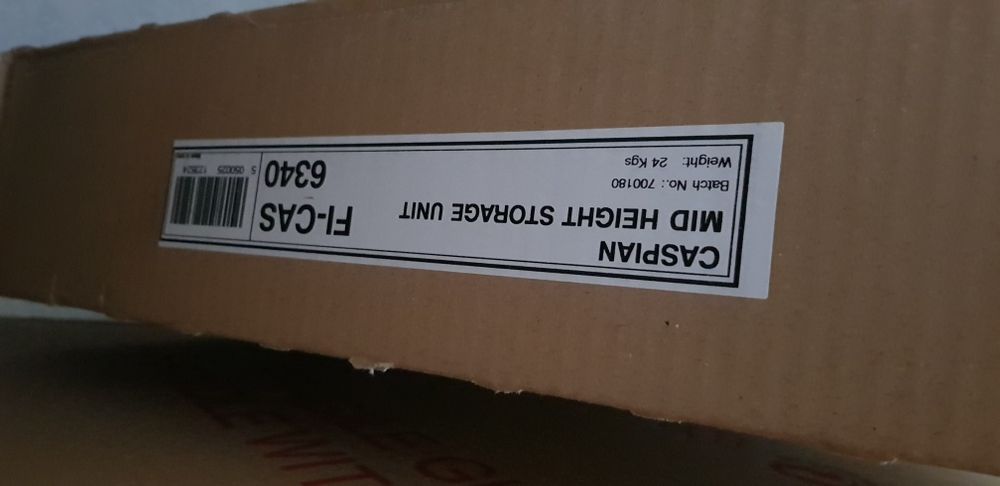 CASPIAN
MID HEIGHT STORAGE UNIT
Batch No.: 700180
Weight: 24 Kgs
FI-CAS
6340